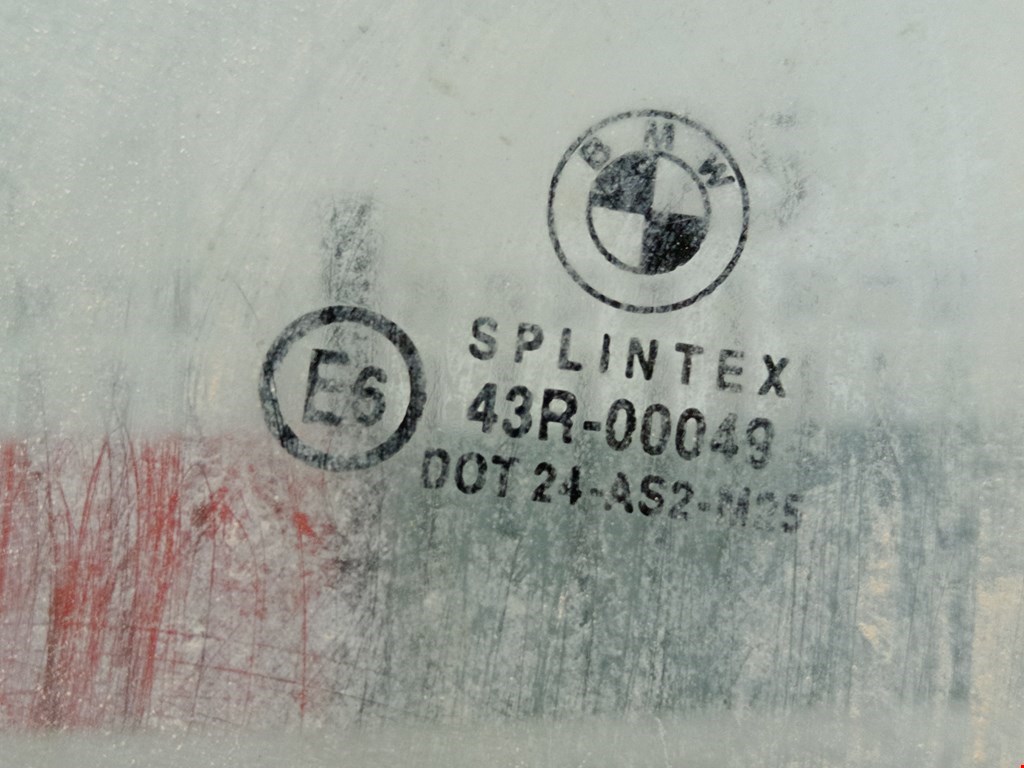 BMW
SPLINTEX
E6
43R-00049
DOT 24-AS2-M25